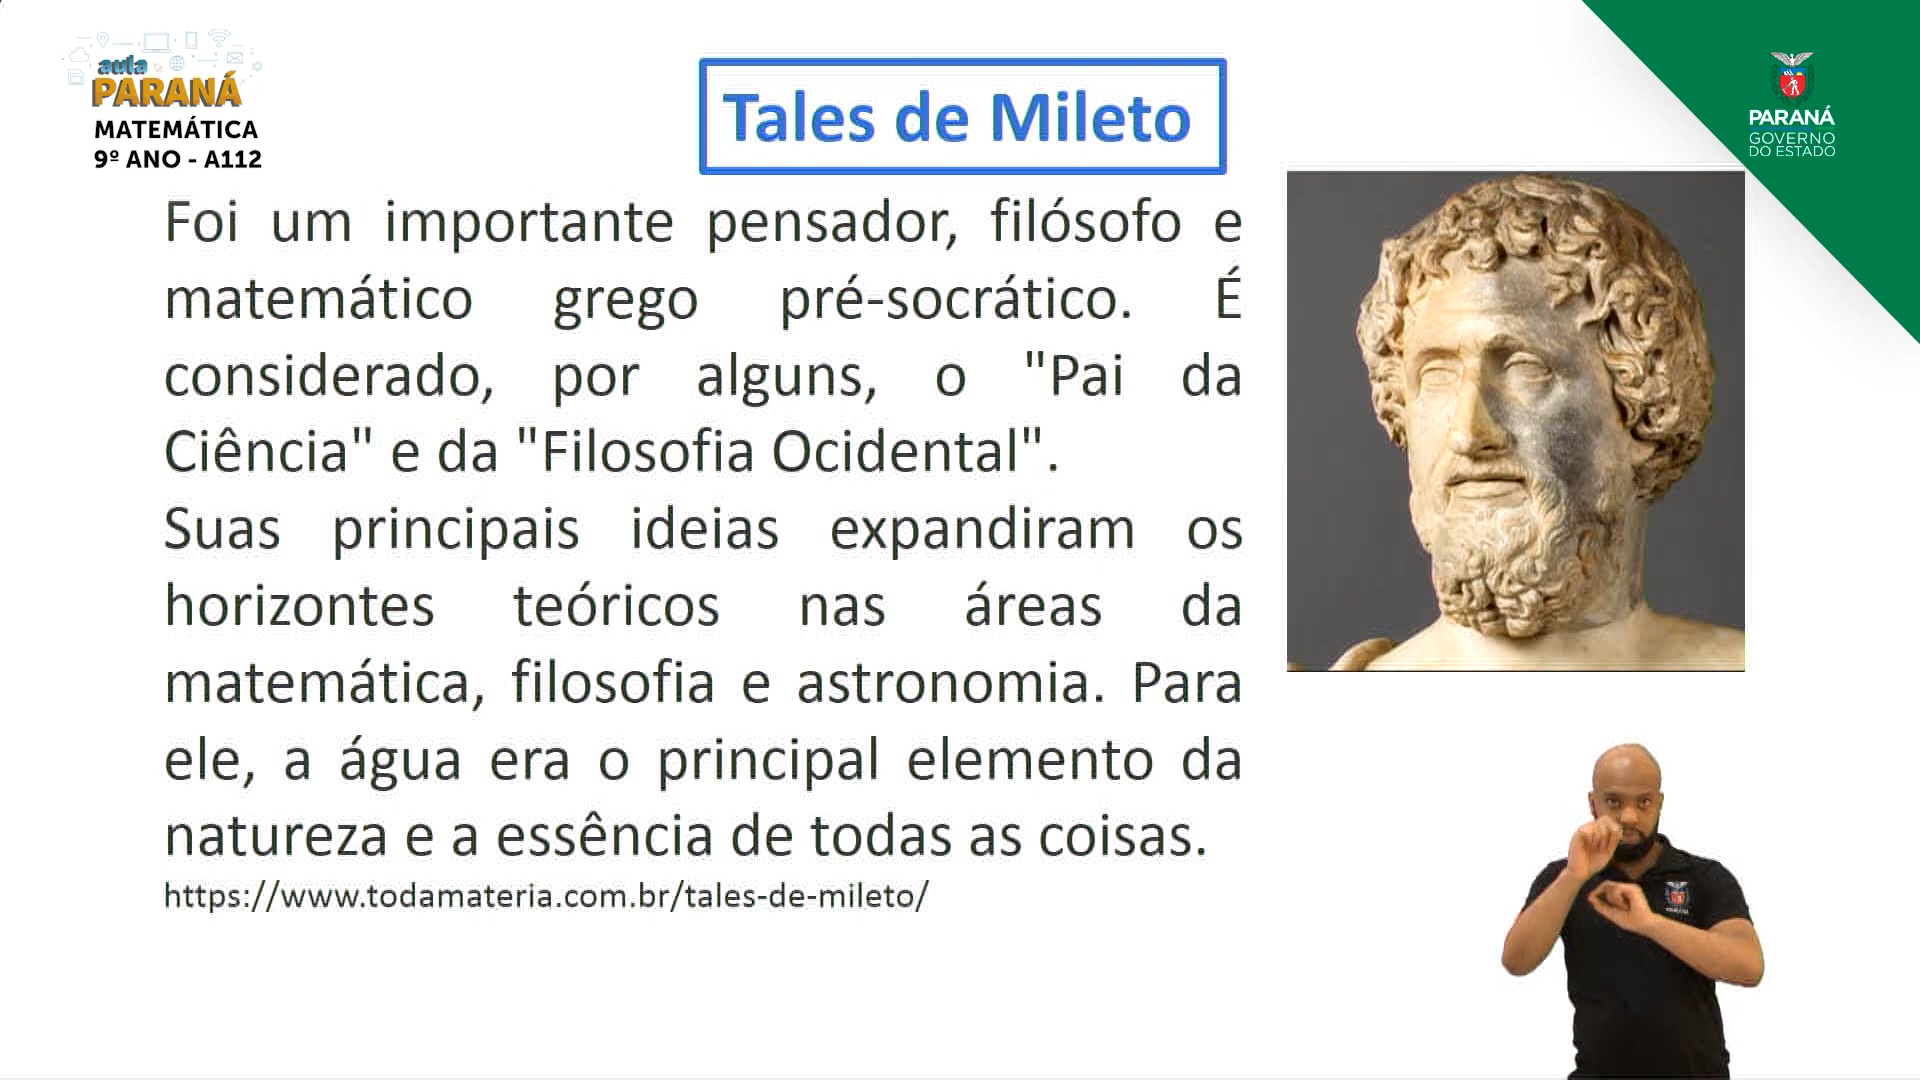 aula
PARANÁ
MATEMÁTICA
9º ANO - A112
Tales de Mileto
PARANÁ
GOVERNO
DO ESTADO
Foi um importante pensador, filósofo e
matemático grego pré-socrático. É
considerado, por alguns, o "Pai da
Ciência" e da "Filosofia Ocidental".
Suas principais ideias expandiram os
horizontes teóricos nas áreas da
matemática, filosofia e astronomia. Para
ele, a água era o principal elemento da
natureza e a essência de todas as coisas.
https://www.todamateria.com.br/tales-de-mileto/